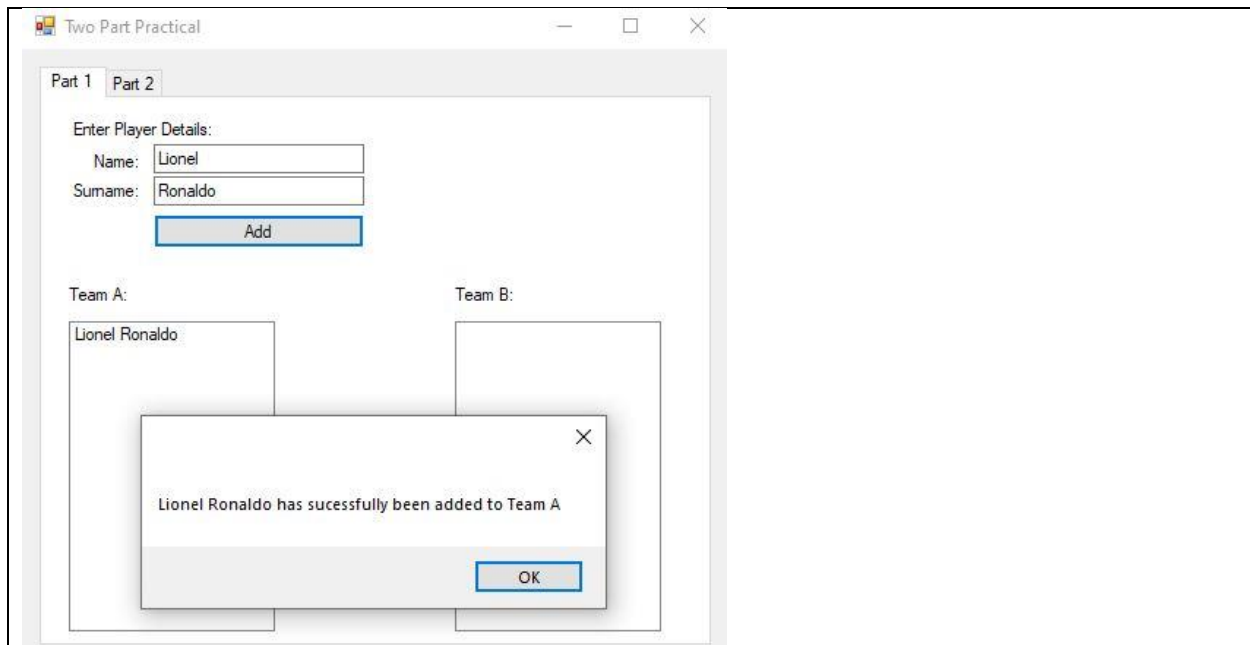 Two Part Practical
Part 1 Part 2
Enter Player Details:
Name: Lionel
Surname: Ronaldo
Add
Team A: Team B:
Lionel Ronaldo
Lionel Ronaldo has sucessfully been added to Team A
OK